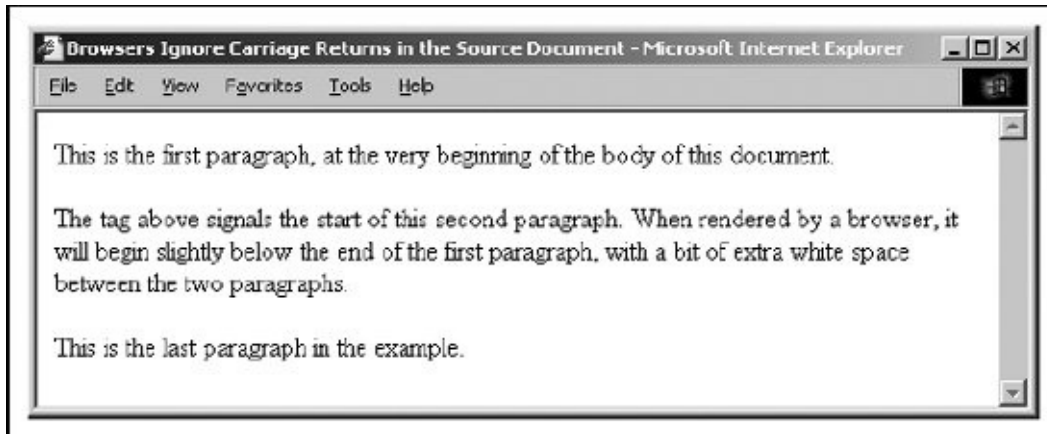 Browsers Ignore Carriage Returns in the Source Document - Microsoft Internet Explorer
File Edit View Favorites Tools Help
This is the first paragraph, at the very beginning of the body of this document.
The tag above signals the start of this second paragraph. When rendered by a browser, it
will begin slightly below the end of the first paragraph, with a bit of extra white space
between the two paragraphs.
This is the last paragraph in the example.